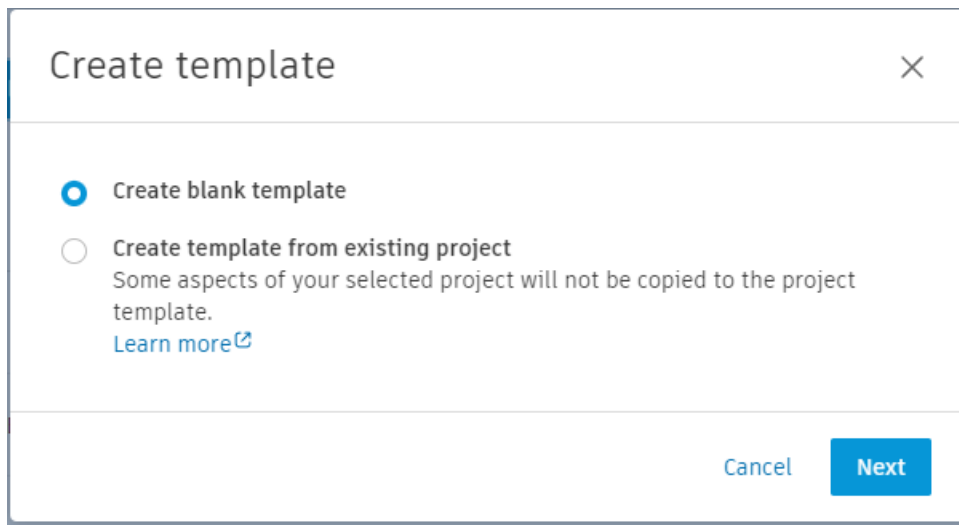 Create template
Create blank template
Create template from existing project
Some aspects of your selected project will not be copied to the project
template.
Learn more
Cancel
Next